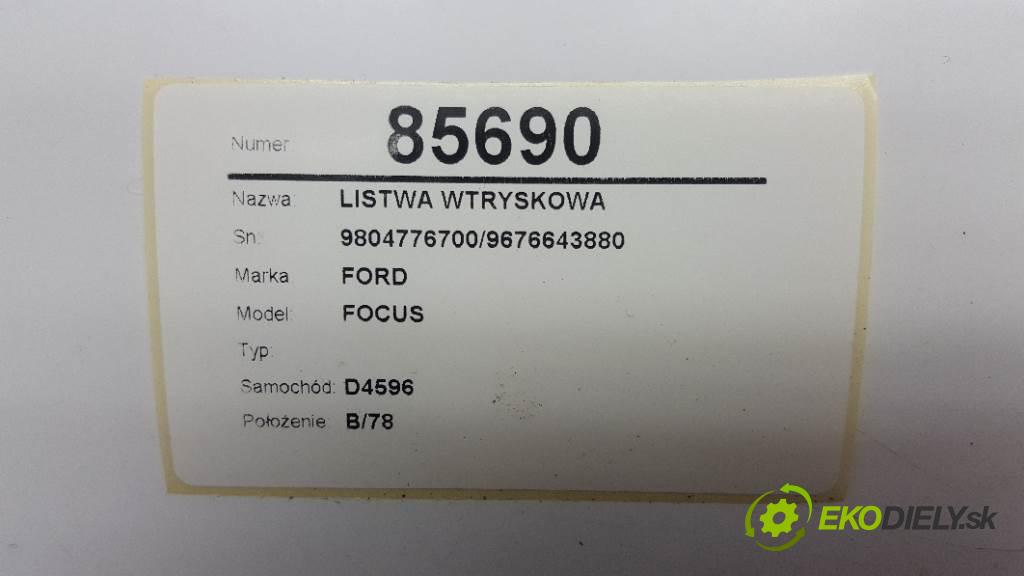 Numer 85690
Nazwa: LISTWA WTRYSKOWA
Sn: 9804776700/9676643880
Marka FORD
Model: FOCUS
Typ:
Samochód: D4596
Położenie: B/78
EKODIELY.sk